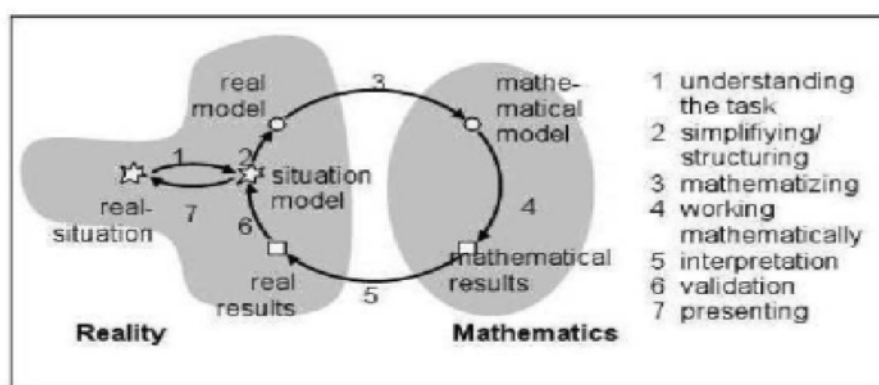 real
model
3
mathe-
matical
model
1
2
situation
model
real-
situation
7
6
4
real
results
5
mathematical
results
Reality
Mathematics
1 understanding
the task
2 simplifiying/
structuring
3 mathematizing
4 working
mathematically
5 interpretation
6 validation
7 presenting